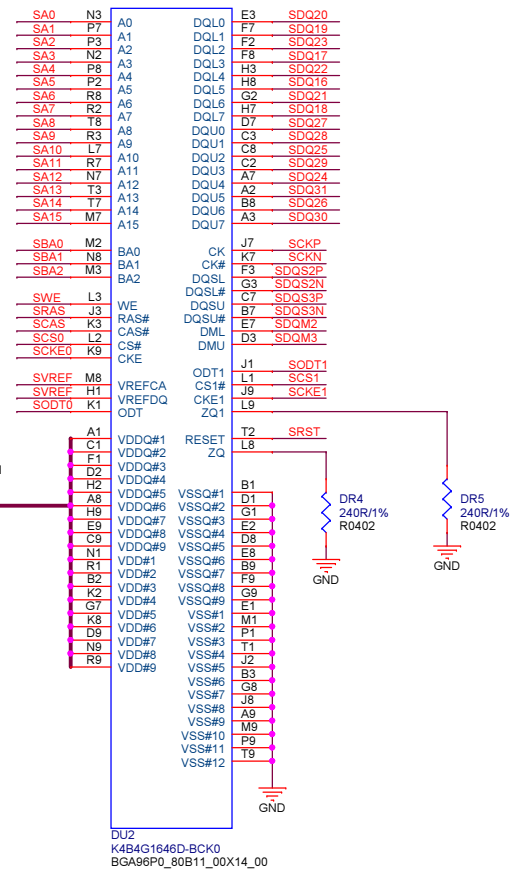 SA0 N3 A0 DQL0 E3 SDQ20
SA1 P7 A1 DQL1 F7 SDQ19
SA2 P3 A2 DQL2 F2 SDQ23
SA3 N2 A3 DQL3 F8 SDQ17
SA4 P8 A4 DQL4 H3 SDQ22
SA5 P2 A5 DQL5 H8 SDQ16
SA6 R8 A6 DQL6 G2 SDQ21
SA7 R2 A7 DQL7 H7 SDQ18
SA8 T8 A8 DQU0 D7 SDQ27
SA9 R3 A9 DQU1 C3 SDQ28
SA10 L7 A10 DQU2 C8 SDQ25
SA11 R7 A11 DQU3 C2 SDQ29
SA12 N7 A12 DQU4 A7 SDQ24
SA13 T3 A13 DQU5 A2 SDQ31
SA14 T7 A14 DQU6 B8 SDQ26
SA15 M7 A15 DQU7 A3 SDQ30
SBA0 M2 BA0 CK J7 SCKP
SBA1 N8 BA1 CK# K7 SCKN
SBA2 M3 BA2 DQSL F3 SDQS2P
DQSL# G3 SDQS2N
SWE L3 WE DQSU C7 SDQS3P
SRAS J3 RAS# DQSU# B7 SDQS3N
SCAS K3 CAS# DML E7 SDQM2
SCS0 L2 CS# DMU D3 SDQM3
SCKE0 K9 CKE
ODT1 J1 SODT1
SVREF M8 VREFCA CS1# L1 SCS1
SVREF H1 VREFDQ CKE1 J9 SCKE1
SODT0 K1 ODT ZQ1 L9
A1 VDDQ#1 RESET T2 SRST
C1 VDDQ#2 ZQ L8
F1 VDDQ#3
D2 VDDQ#4
H2 VDDQ#5 VSSQ#1 B1
A8 VDDQ#6 VSSQ#2 D1
H9 VDDQ#7 VSSQ#3 G1
E9 VDDQ#8 VSSQ#4 E2
C9 VDDQ#9 VSSQ#5 D8
N1 VDD#1 VSSQ#6 E8
R1 VDD#2 VSSQ#7 B9
B2 VDD#3 VSSQ#8 F9
K2 VDD#4 VSSQ#9 G9
G7 VDD#5 VSS#1 E1
K8 VDD#6 VSS#2 M1
D9 VDD#7 VSS#3 P1
N9 VDD#8 VSS#4 T1
R9 VDD#9 VSS#5 J2
VSS#6 B3
VSS#7 G8
VSS#8 J8
VSS#9 A9
VSS#10 M9
VSS#11 P9
VSS#12 T9
DR4
240R/1%
R0402
GND
DR5
240R/1%
R0402
GND
GND
DU2
K4B4G1646D-BCK0
BGA96P0_80B11_00X14_00